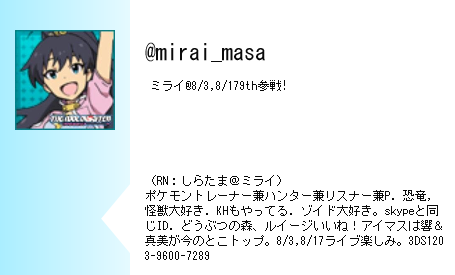 @mirai_masa
ミライ@8/3,8/179th参戦!
(RN：しらたま＠ミライ)
ポケモントレーナー兼ハンター兼リスナー兼P．恐竜，
怪獣大好き．KHもやってる．ゾイド大好き。skypeと同
じID．どうぶつの森、ルイージいいね！アイマスは響＆
真美が今のとこトップ。8/3,8/17ライブ楽しみ。3DS120
3-9600-7289